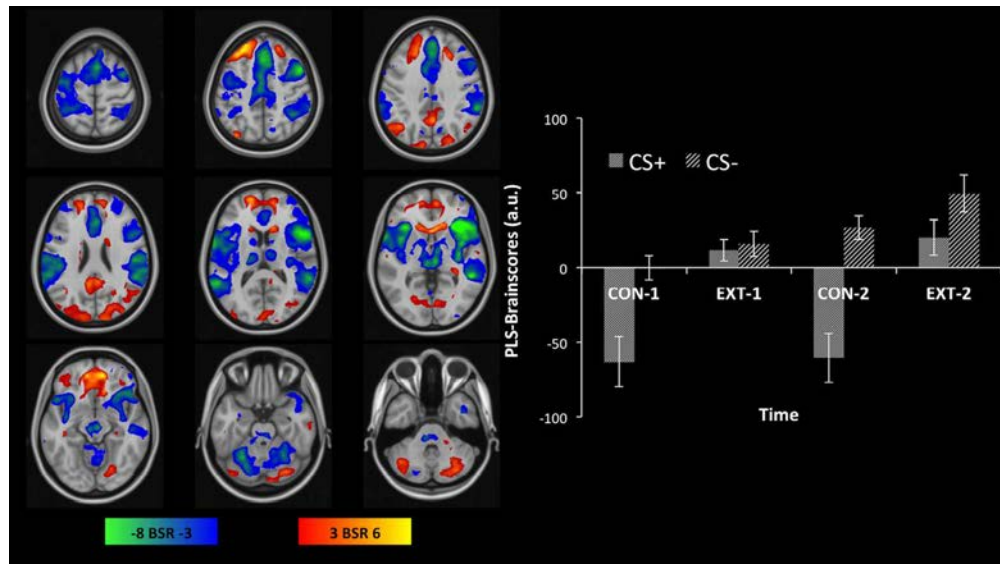 100
CS+ CS-
50
0
CON-1 EXT-1 CON-2 EXT-2
-50
-100
PLS-Brainscores (a.u.)
Time
-8 BSR -3
3 BSR 6